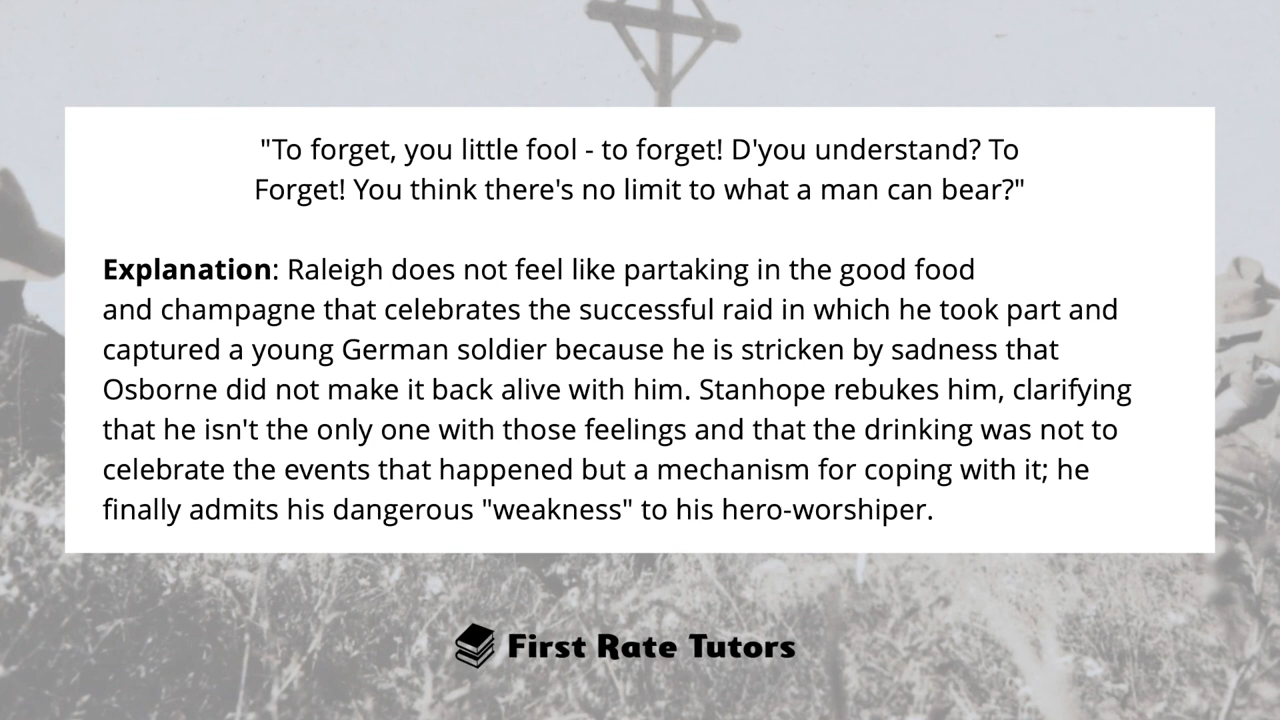 "To forget, you little fool - to forget! D'you understand? To
Forget! You think there's no limit to what a man can bear?"
Explanation: Raleigh does not feel like partaking in the good food
and champagne that celebrates the successful raid in which he took part and
captured a young German soldier because he is stricken by sadness that
Osborne did not make it back alive with him. Stanhope rebukes him, clarifying
that he isn't the only one with those feelings and that the drinking was not to
celebrate the events that happened but a mechanism for coping with it; he
finally admits his dangerous "weakness" to his hero-worshiper.
First Rate Tutors